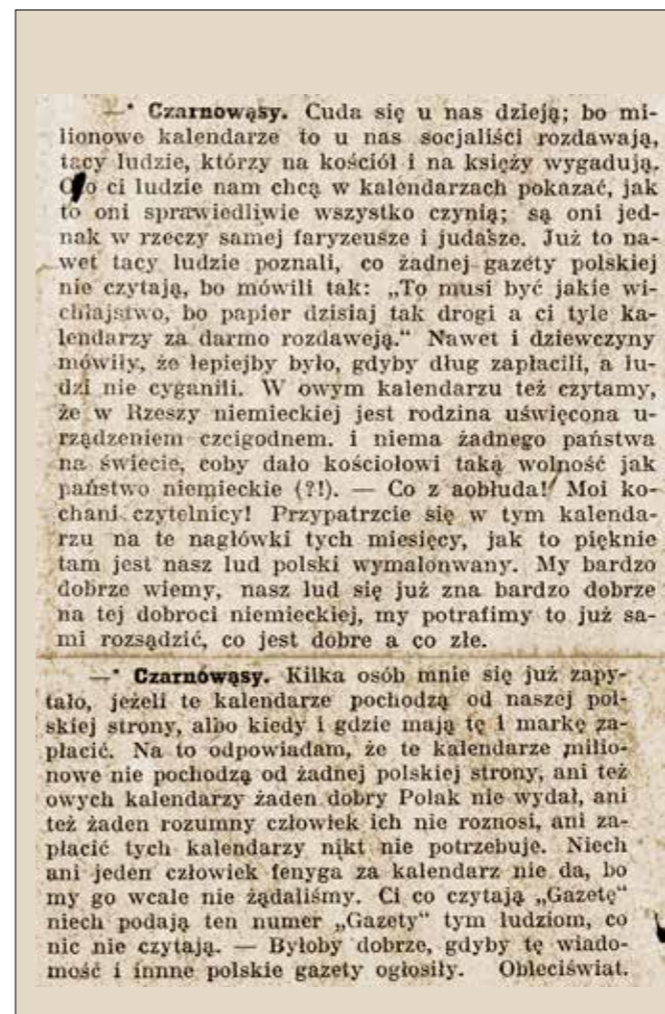 —* Czarnowąsy. Cuda się u nas dzieją; bo mi-
lionowe kalendarze to u nas socjaliści rozdawają,
tacy ludzie, którzy na kościół i na księży wygadują.
Oto ci ludzie nam chcą w kalendarzach pokazać, jak
to oni sprawiedliwie wszystko czynią; są oni jed-
nak w rzeczy samej faryzeusze i judasze. Już to na-
wet tacy ludzie poznali, co żadnej gazéty polskiej
nie czytają, bo mówili tak: „To musi być jakie wi-
chlajstwo, bo papier dzisiaj tak drogi a ci tyle ka-
lendarzy za darmo rozdaweją.“ Nawet i dziewczyny
mówiły, że lepiejby było, gdyby dług zapłacili, a lu-
dzi nie cyganili. W owym kalendarzu też czytamy,
że w Rzeszy niemieckiej jest rodzina uświęcona u-
rządzeniem czcigodnem. i niema żadnego państwa
na świecie, coby dało kościołowi taką wolność jak
państwo niemieckie (?!). — Co z aobłuda! Moi ko-
chani czytelnicy! Przypatrzcie się w tym kalenda-
rzu na te nagłówki tych miesięcy, jak to pięknie
tam jest nasz lud polski wymalonwany. My bardzo
dobrze wiemy, nasz lud się już zna bardzo dobrze
na tej dobroci niemieckiej, my potrafimy to już sa-
mi rozsądzić, co jest dobre a co złe.
—* Czarnówąsy. Kilka osób mnie się już zapy-
tało, jeżeli te kalendarze pochodzą od naszej pol-
skiej strony, albo kiedy i gdzie mają tę 1 markę za-
płacić. Na to odpowiadam, że te kalendarze milio-
nowe nie pochodzą od żadnej polskiej strony, ani też
owych kalendarzy żaden dobry Polak nie wydał, ani
też żaden rozumny człowiek ich nie roznosi, ani za-
płacić tych kalendarzy nikt nie potrzebuje. Niech
ani jeden człowiek fenyga za kalendarz nie da, bo
my go wcale nie żądaliśmy. Ci co czytają „Gazetę“
niech podają ten numer „Gazety“ tym ludziom, co
nic nie czytają. — Byłoby dobrze, gdyby tę wiado-
mość i innne polskie gazety ogłosiły. Obleciświat.